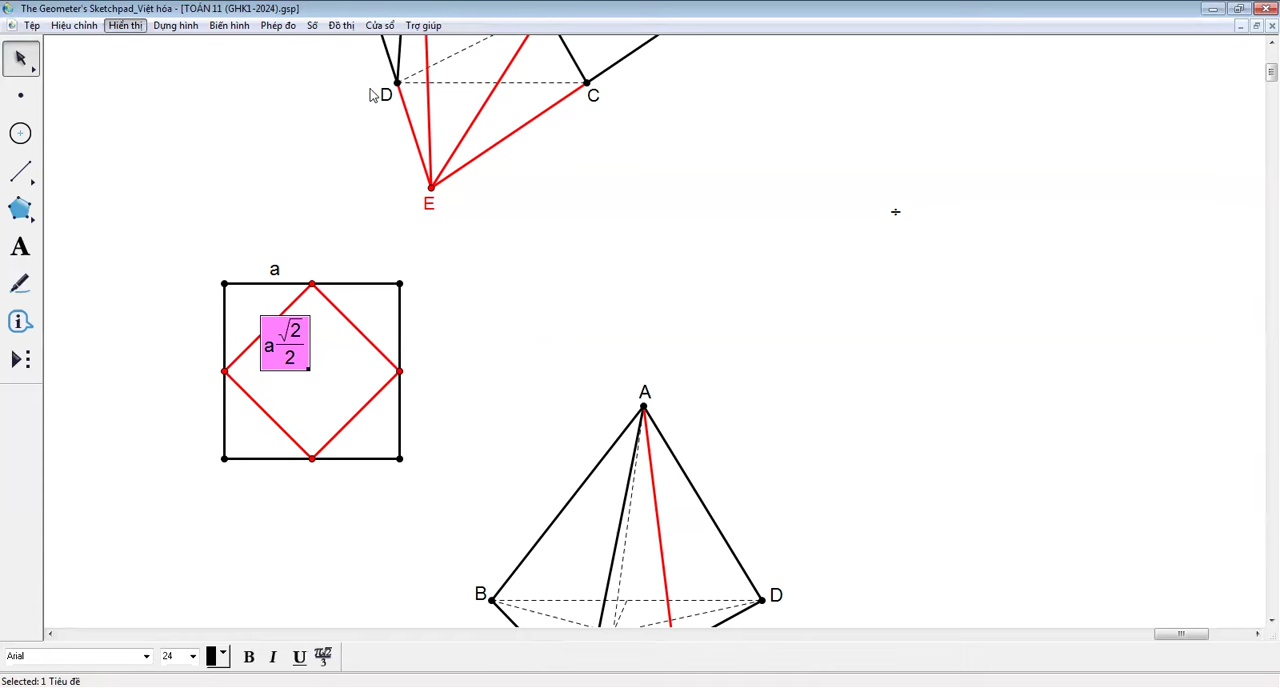 The Geometer's Sketchpad_Việt hóa - [TOÁN 11 (GHK1-2024).gsp]
Tệp Hiệu chỉnh Hiển thị Dựng hình Biến hình Phép đo Số Đồ thị Cửa sổ Trợ giúp
D
C
E
÷
a
a√2/2
A
A
B
D
Arial 24 B I U
Selected: 1 Tiêu đề